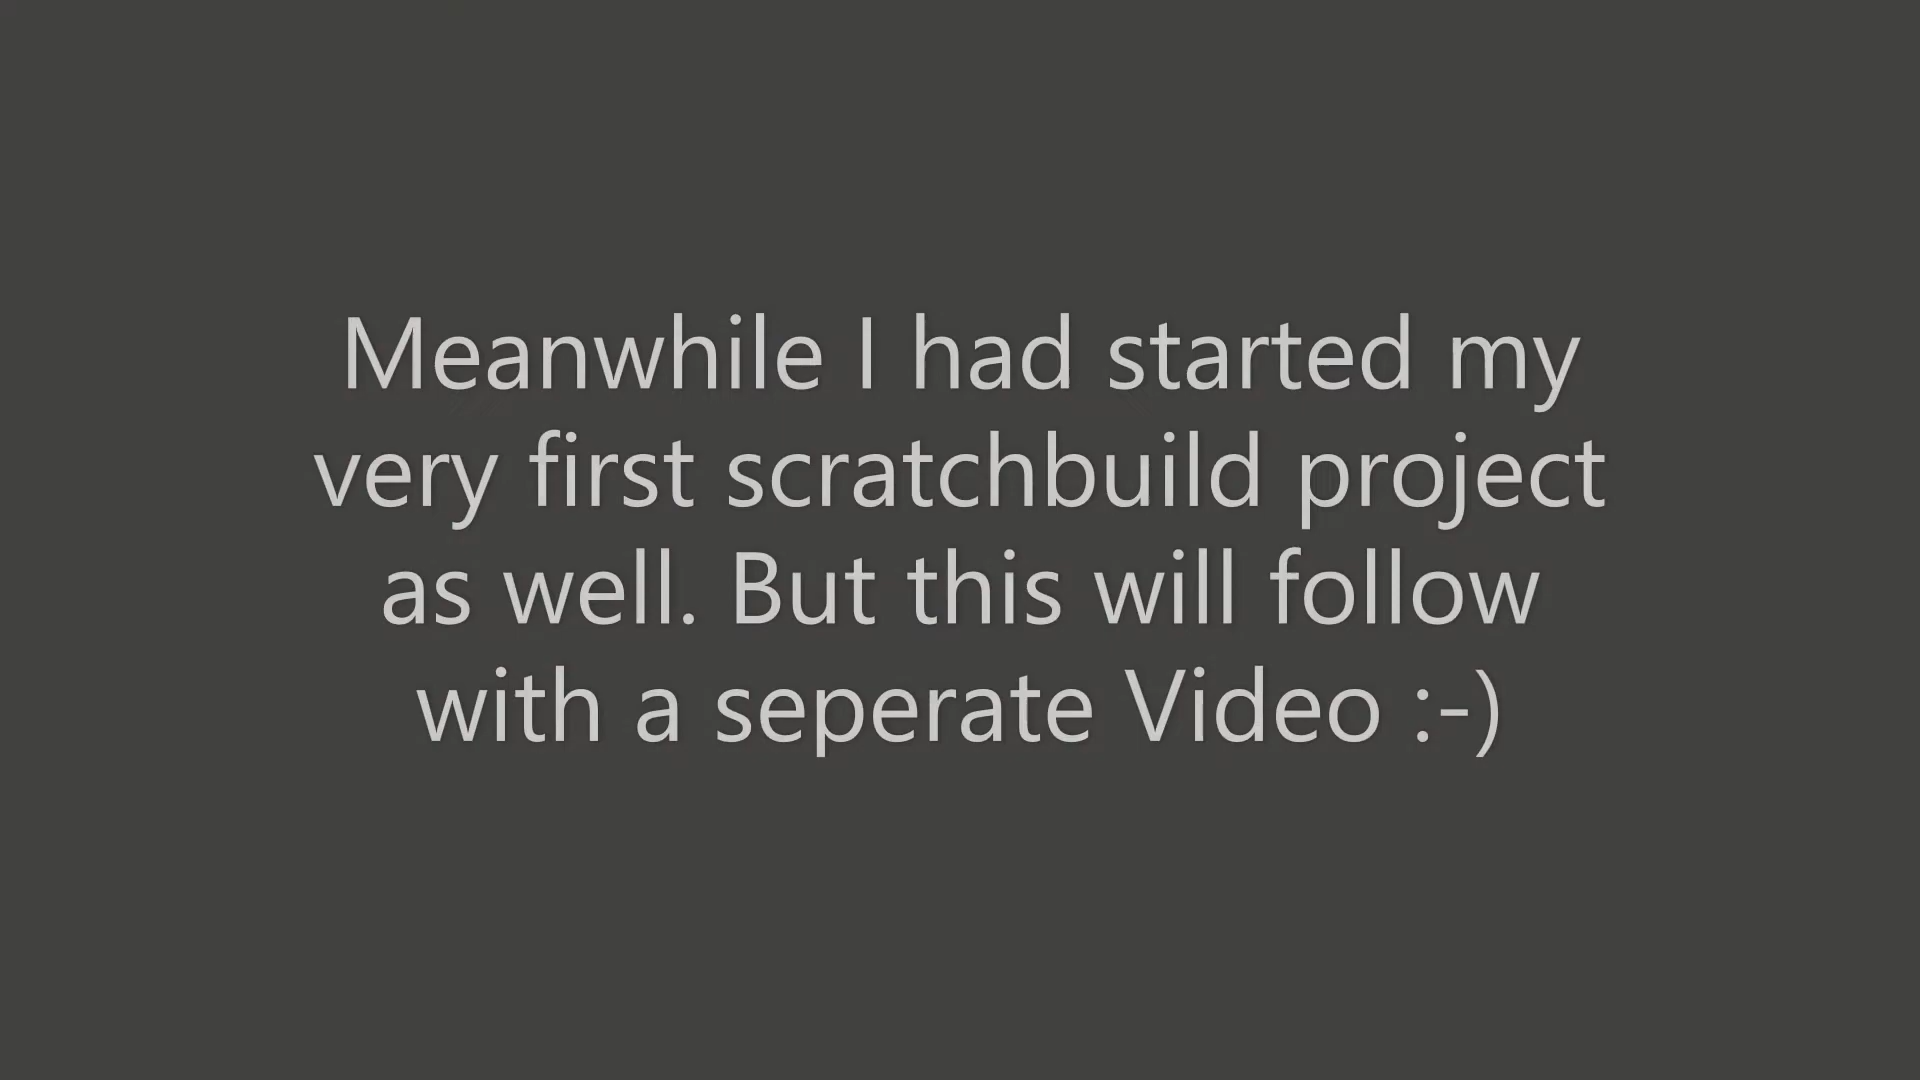 Meanwhile I had started my
very first scratchbuild project
as well. But this will follow
with a seperate Video :-)